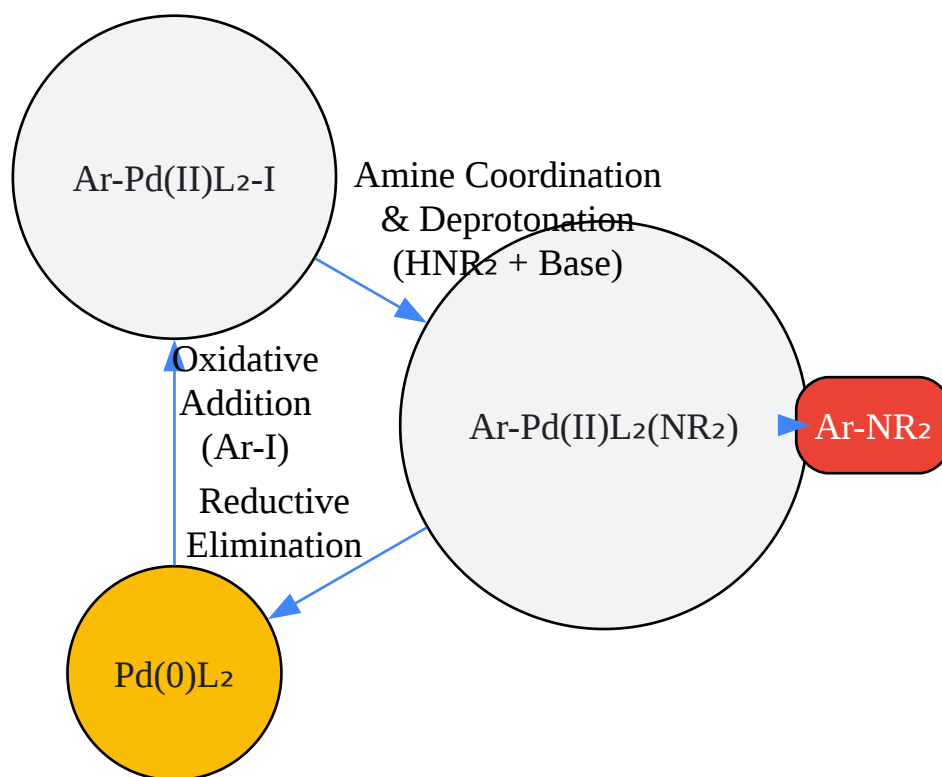 Ar-Pd(II)L₂-I
Amine Coordination
& Deprotonation
(HNR₂ + Base)
Oxidative
Addition
(Ar-I)
Ar-Pd(II)L₂(NR₂)
Ar-NR₂
Reductive
Elimination
Pd(0)L₂